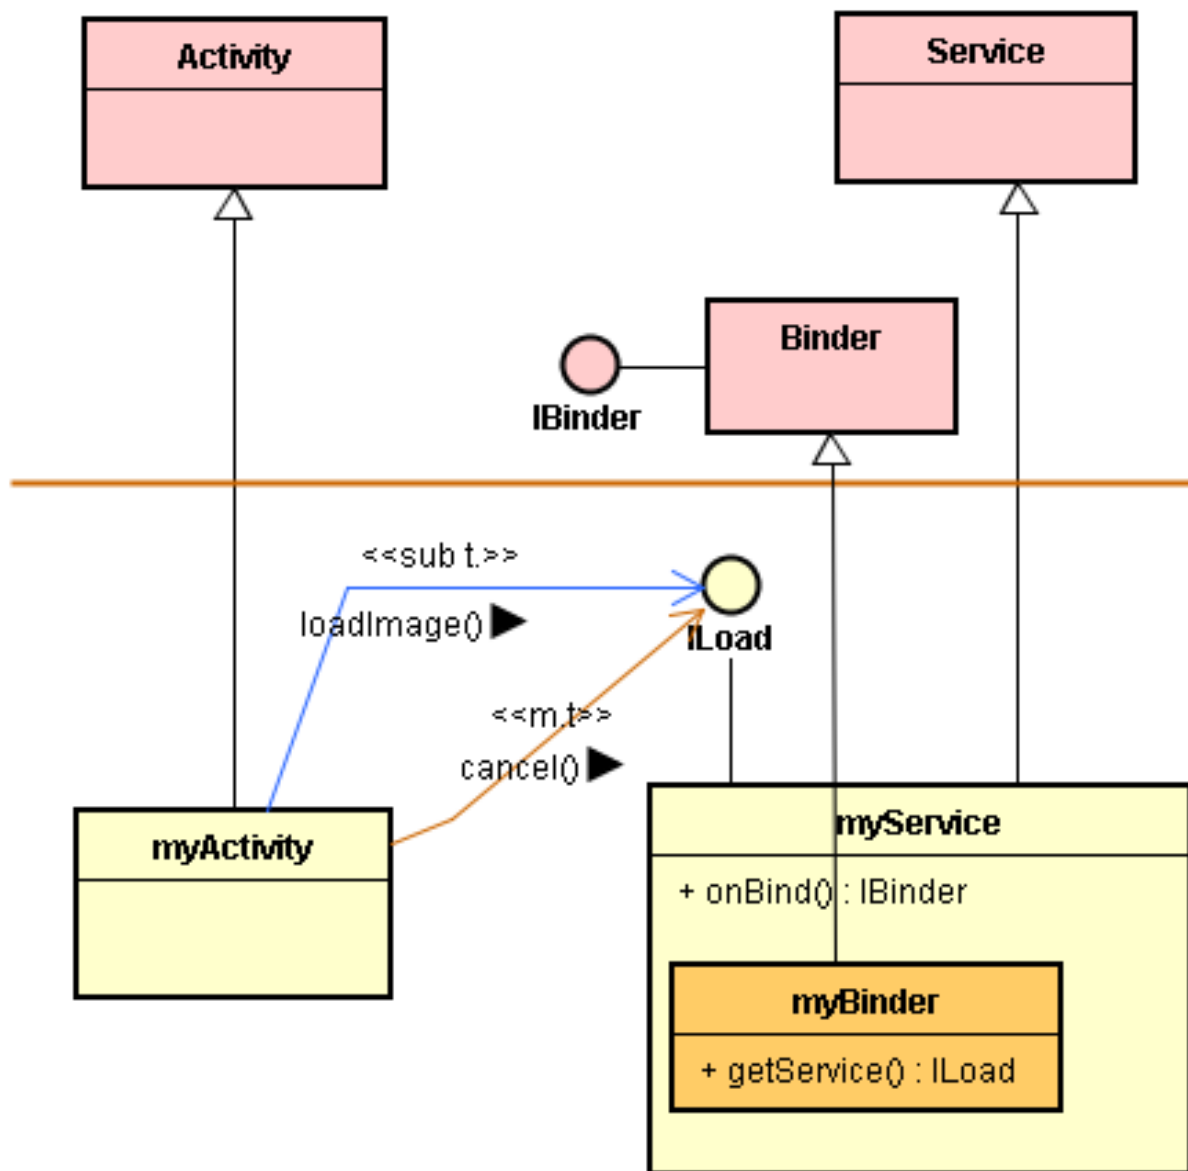 Activity
Service
Binder
IBinder
<<sub t.>>
loadImage()
ILoad
<<m.t>>
cancel()
myActivity
myService
+ onBind() : IBinder
myBinder
+ getService() : ILoad